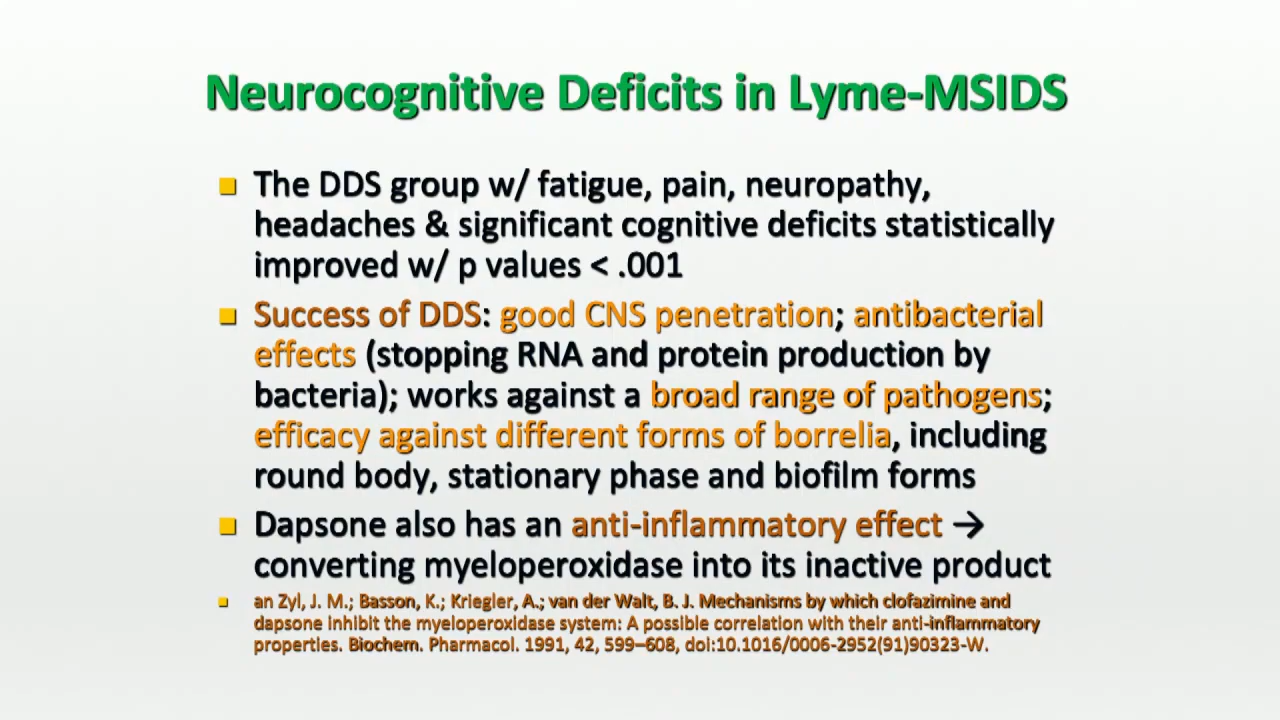 Neurocognitive Deficits in Lyme-MSIDS
The DDS group w/ fatigue, pain, neuropathy,
headaches & significant cognitive deficits statistically
improved w/ p values < .001
Success of DDS: good CNS penetration; antibacterial
effects (stopping RNA and protein production by
bacteria); works against a broad range of pathogens;
efficacy against different forms of borrelia, including
round body, stationary phase and biofilm forms
Dapsone also has an anti-inflammatory effect →
converting myeloperoxidase into its inactive product
an Zyl, J. M.; Basson, K.; Kriegler, A.; van der Walt, B. J. Mechanisms by which clofazimine and
dapsone inhibit the myeloperoxidase system: A possible correlation with their anti-inflammatory
properties. Biochem. Pharmacol. 1991, 42, 599–608, doi:10.1016/0006-2952(91)90323-W.